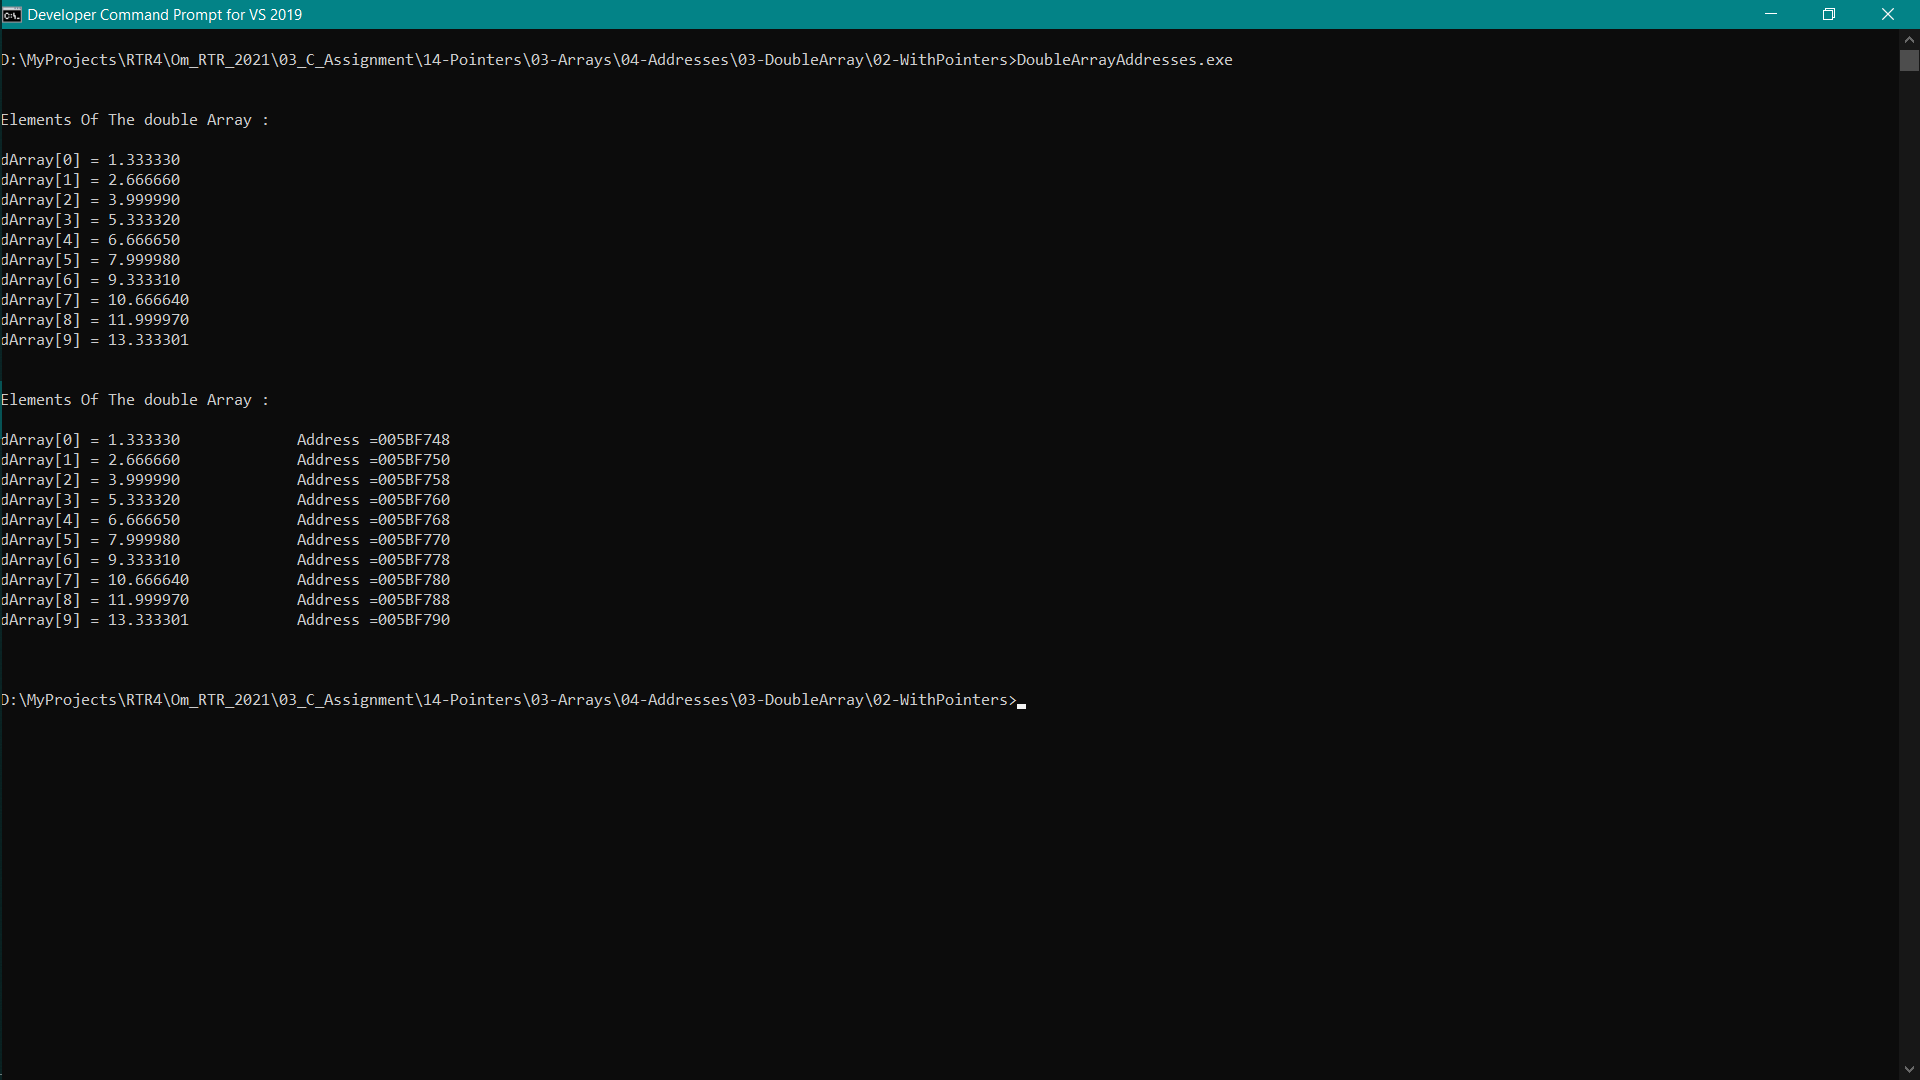 Developer Command Prompt for VS 2019
D:\MyProjects\RTR4\Om_RTR_2021\03_C_Assignment\14-Pointers\03-Arrays\04-Addresses\03-DoubleArray\02-WithPointers>DoubleArrayAddresses.exe
Elements Of The double Array :
dArray[0] = 1.333330
dArray[1] = 2.666660
dArray[2] = 3.999990
dArray[3] = 5.333320
dArray[4] = 6.666650
dArray[5] = 7.999980
dArray[6] = 9.333310
dArray[7] = 10.666640
dArray[8] = 11.999970
dArray[9] = 13.333301
Elements Of The double Array :
dArray[0] = 1.333330 Address =005BF748
dArray[1] = 2.666660 Address =005BF750
dArray[2] = 3.999990 Address =005BF758
dArray[3] = 5.333320 Address =005BF760
dArray[4] = 6.666650 Address =005BF768
dArray[5] = 7.999980 Address =005BF770
dArray[6] = 9.333310 Address =005BF778
dArray[7] = 10.666640 Address =005BF780
dArray[8] = 11.999970 Address =005BF788
dArray[9] = 13.333301 Address =005BF790
D:\MyProjects\RTR4\Om_RTR_2021\03_C_Assignment\14-Pointers\03-Arrays\04-Addresses\03-DoubleArray\02-WithPointers>